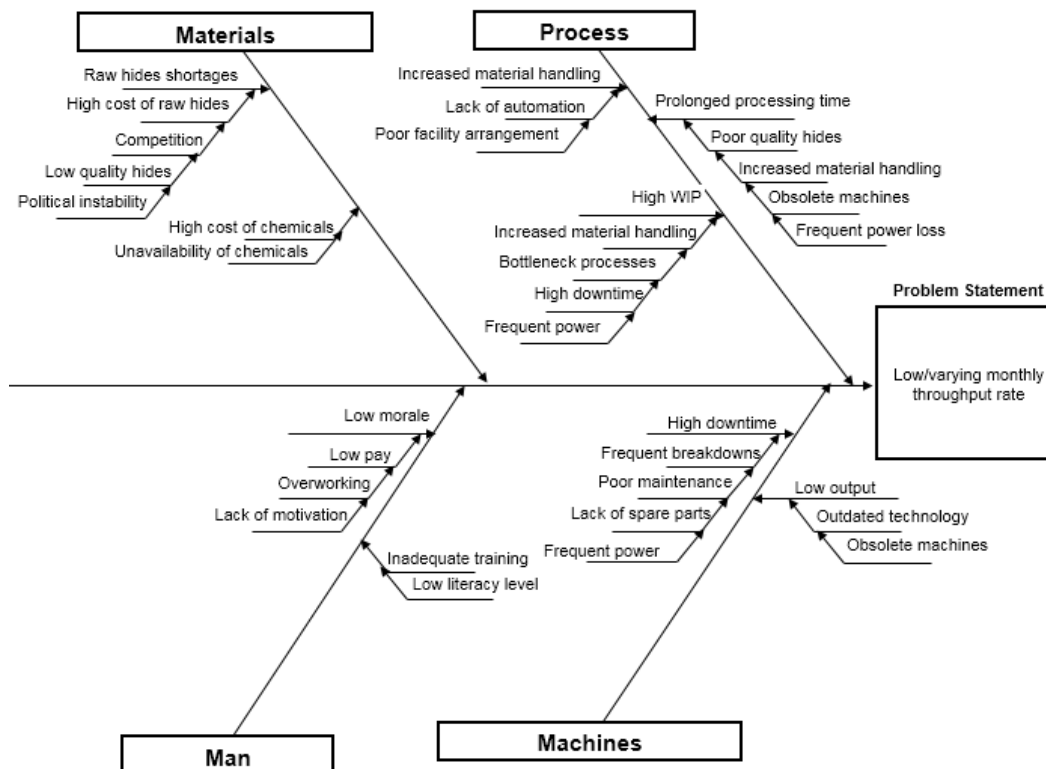 Materials
Raw hides shortages
High cost of raw hides
Competition
Low quality hides
Political instability
High cost of chemicals
Unavailability of chemicals
Process
Increased material handling
Lack of automation
Poor facility arrangement
Prolonged processing time
Poor quality hides
Increased material handling
Obsolete machines
Frequent power loss
High WIP
Increased material handling
Bottleneck processes
High downtime
Frequent power
Problem Statement
Low/varying monthly
throughput rate
Low morale
Low pay
Overworking
Lack of motivation
Inadequate training
Low literacy level
Man
High downtime
Frequent breakdowns
Poor maintenance
Lack of spare parts
Frequent power
Low output
Outdated technology
Obsolete machines
Machines